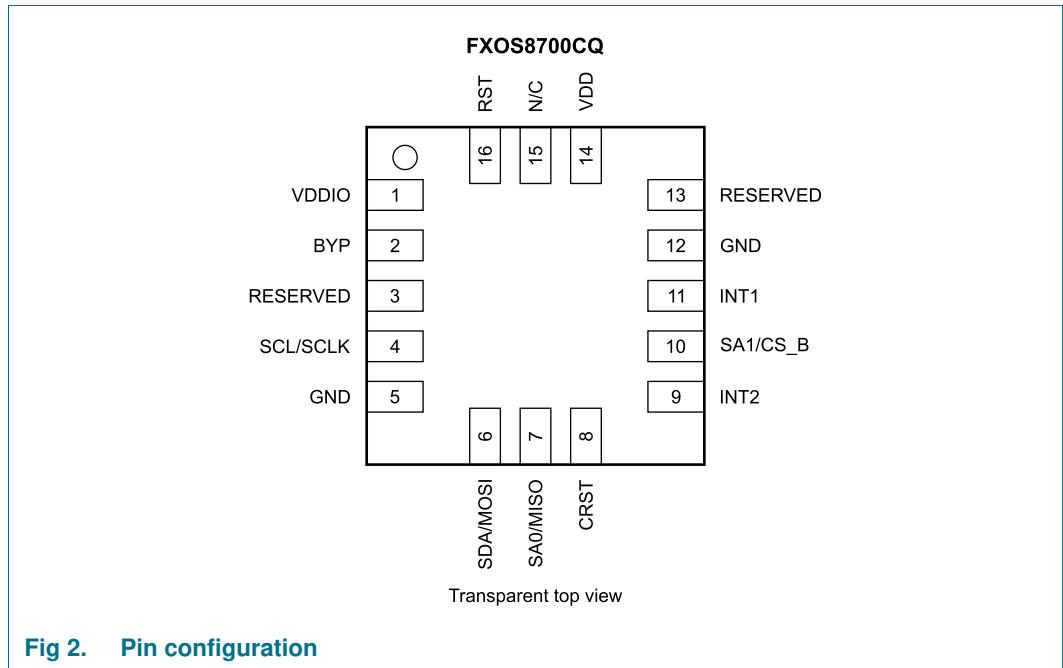 FXOS8700CQ
RST
N/C
VDD
16
15
14
VDDIO 1
13 RESERVED
BYP 2
12 GND
RESERVED 3
11 INT1
SCL/SCLK 4
10 SA1/CS_B
GND 5
9 INT2
6
7
8
SDA/MOSI
SA0/MISO
CRST
Transparent top view
Fig 2. Pin configuration